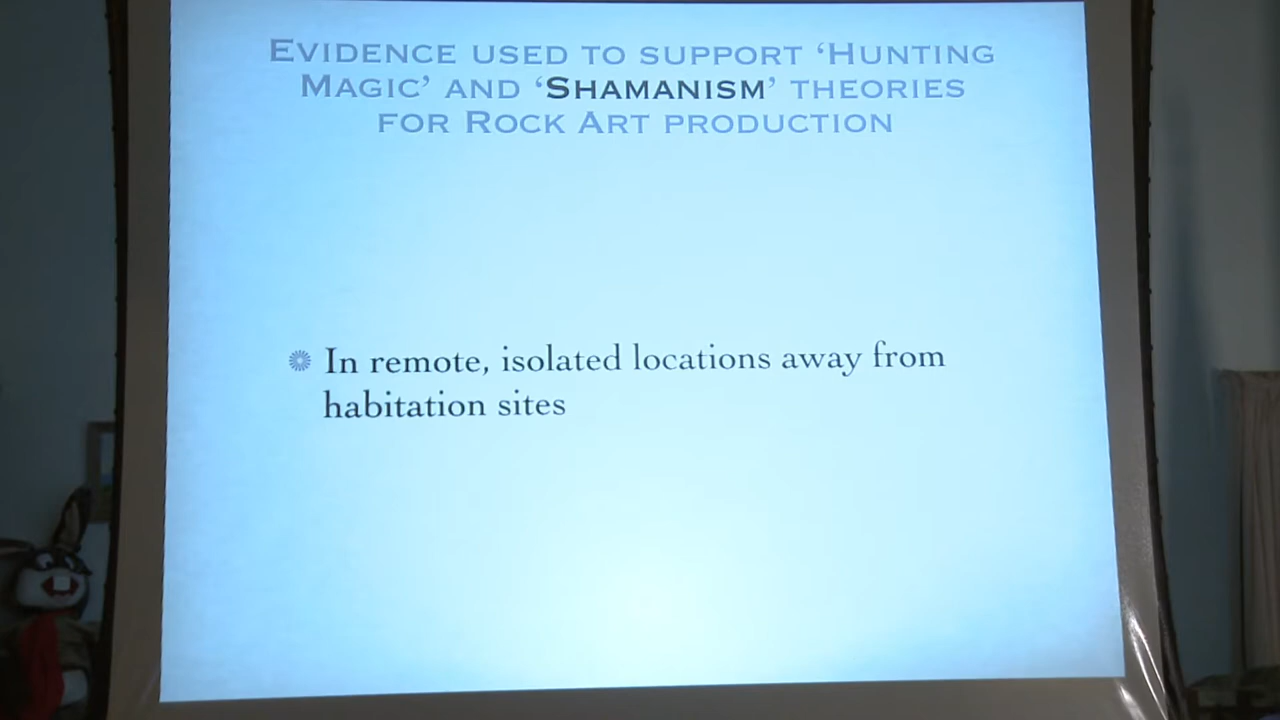 Evidence used to support ‘Hunting
Magic’ and ‘Shamanism’ theories
for Rock Art production
In remote, isolated locations away from
habitation sites